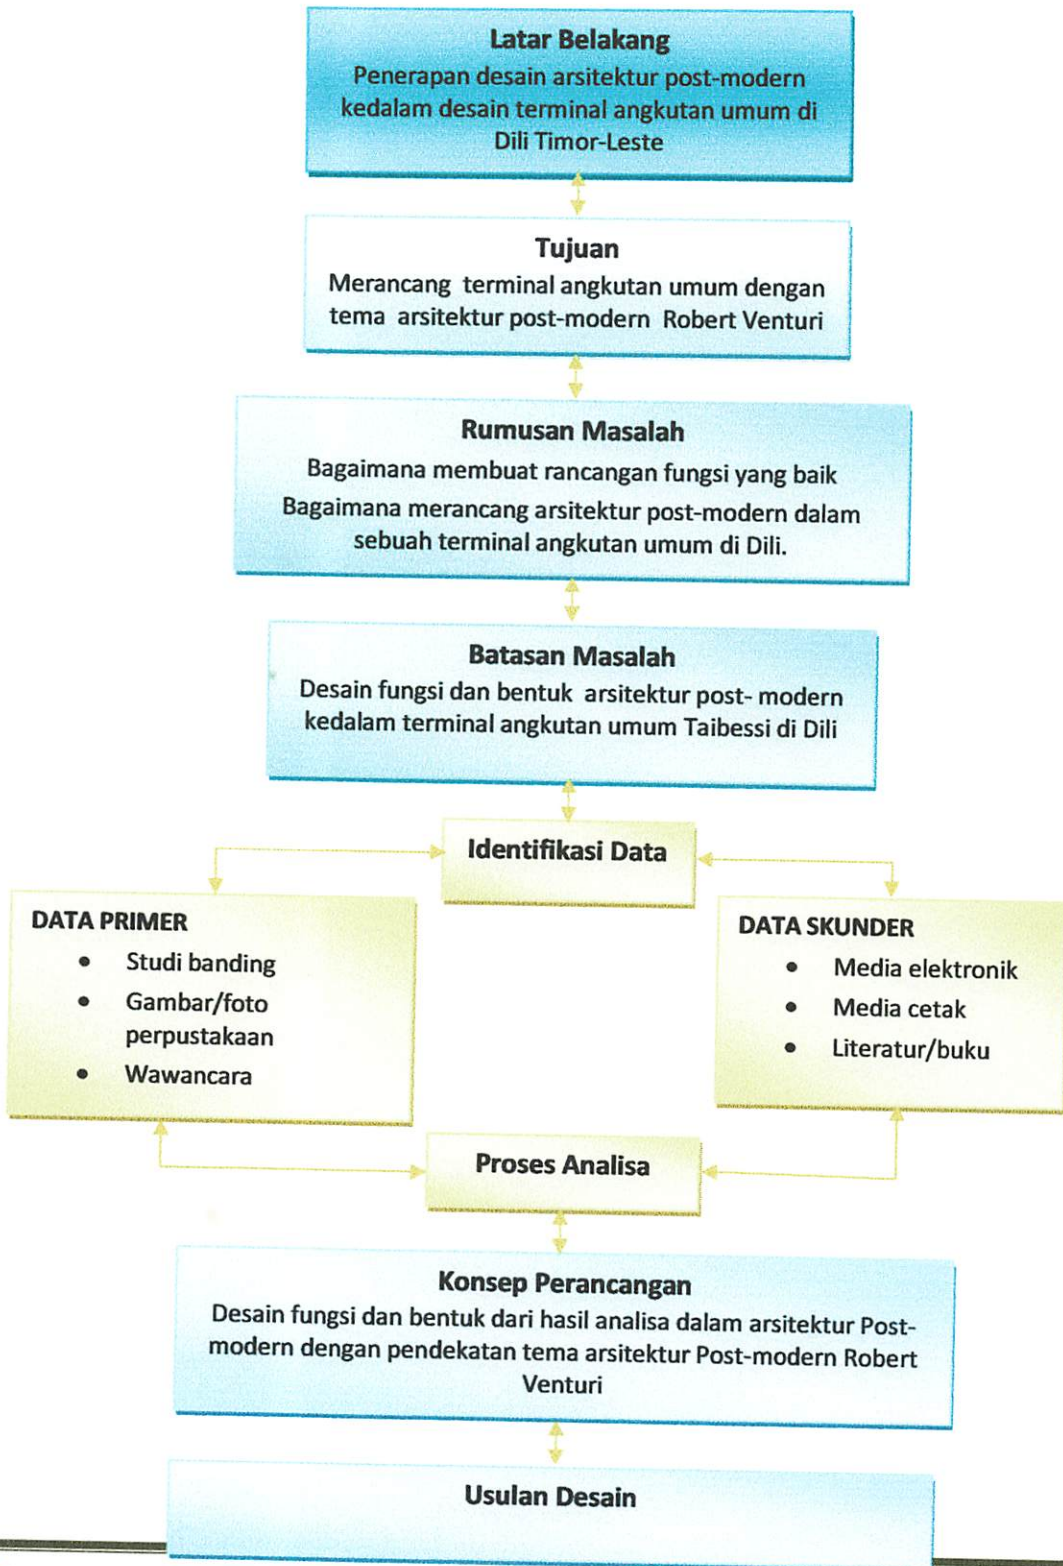 Latar Belakang
Penerapan desain arsitektur post-modern
kedalam desain terminal angkutan umum di
Dili Timor-Leste
Tujuan
Merancang terminal angkutan umum dengan
tema arsitektur post-modern Robert Venturi
Rumusan Masalah
Bagaimana membuat rancangan fungsi yang baik
Bagaimana merancang arsitektur post-modern dalam
sebuah terminal angkutan umum di Dili.
Batasan Masalah
Desain fungsi dan bentuk arsitektur post- modern
kedalam terminal angkutan umum Taibessi di Dili
Identifikasi Data
DATA PRIMER
• Studi banding
• Gambar/foto
perpustakaan
• Wawancara
DATA SKUNDER
• Media elektronik
• Media cetak
• Literatur/buku
Proses Analisa
Konsep Perancangan
Desain fungsi dan bentuk dari hasil analisa dalam arsitektur Post-
modern dengan pendekatan tema arsitektur Post-modern Robert
Venturi
Usulan Desain